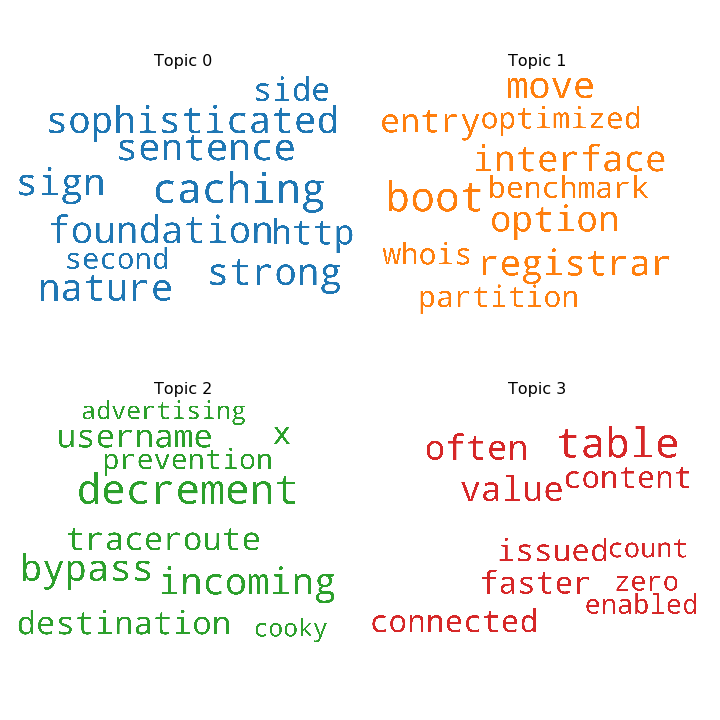 Topic 0
side
sophisticated
sentence
sign
caching
foundation
http
second
strong
nature
Topic 1
move
entry
optimized
interface
boot
benchmark
option
whois
registrar
partition
Topic 2
advertising
username
x
prevention
decrement
traceroute
bypass
incoming
destination
cooky
Topic 3
often
table
value
content
issued
count
faster
zero
enabled
connected